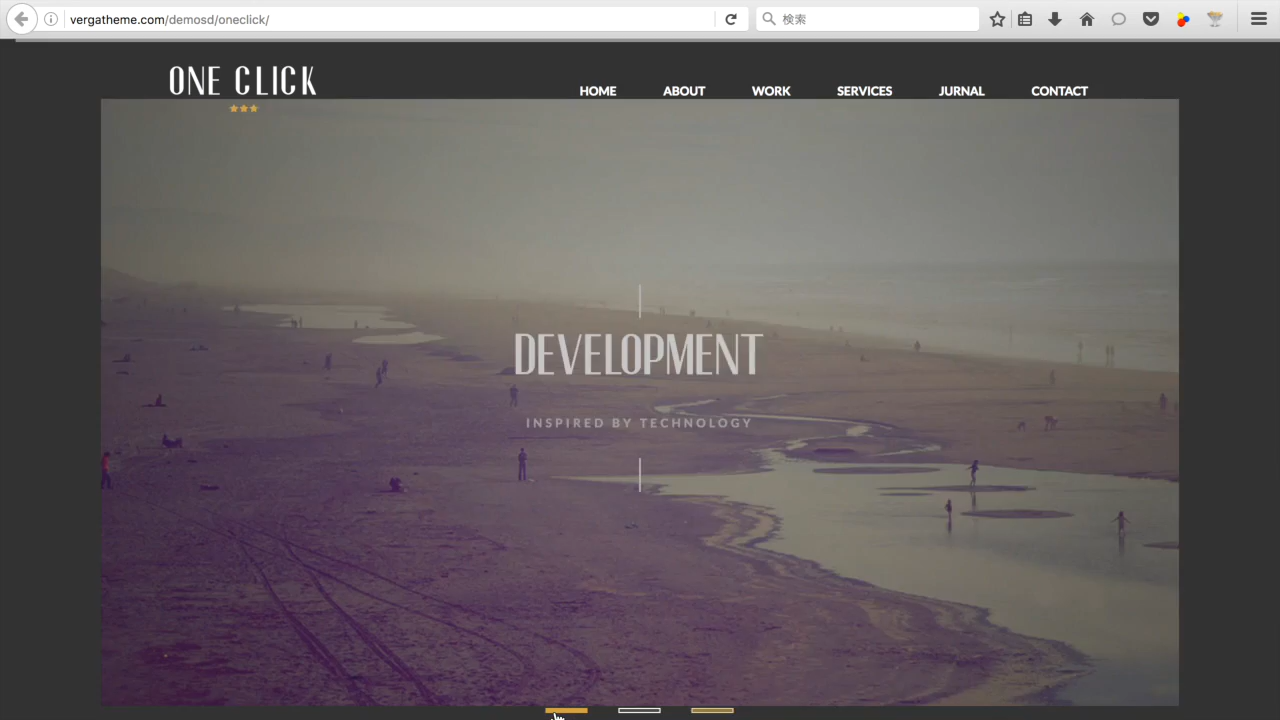 vergatheme.com/demosd/oneclick/
検索
ONE CLICK
HOME ABOUT WORK SERVICES JURNAL CONTACT
DEVELOPMENT
INSPIRED BY TECHNOLOGY